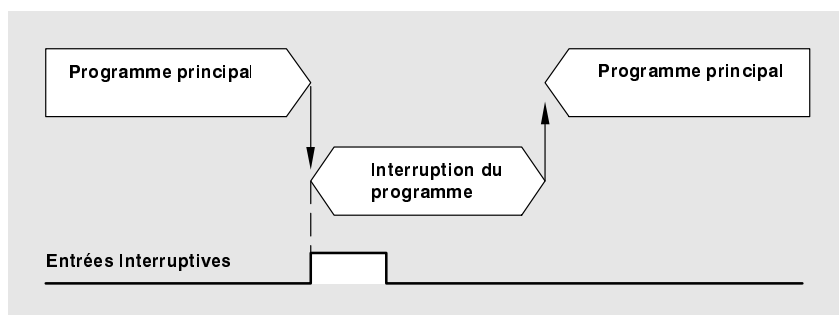 Programme principal
Programme principal
Interruption du
programme
Entrées Interruptives